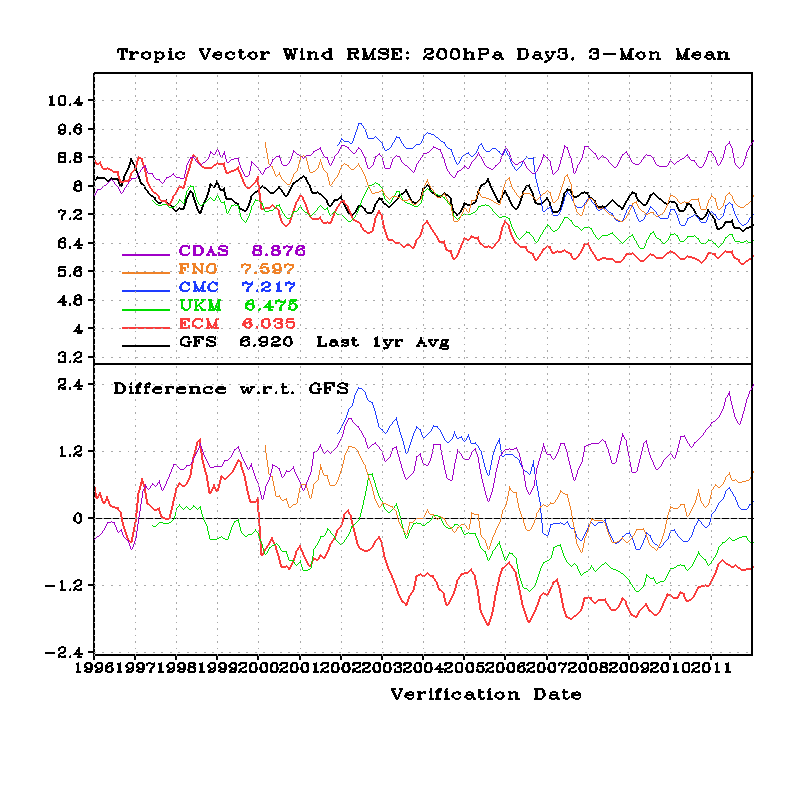 Tropic Vector Wind RMSE: 200hPa Day3, 3-Mon Mean
10.4
9.6
8.8
8
7.2
6.4
5.6
4.8
4
3.2
CDAS 8.876
FNO 7.597
CMC 7.217
UKM 6.475
ECM 6.035
GFS 6.920 Last 1yr Avg
2.4
1.2
0
-1.2
-2.4
Difference w.r.t. GFS
1996 1997 1998 1999 2000 2001 2002 2003 2004 2005 2006 2007 2008 2009 2010 2011
Verification Date